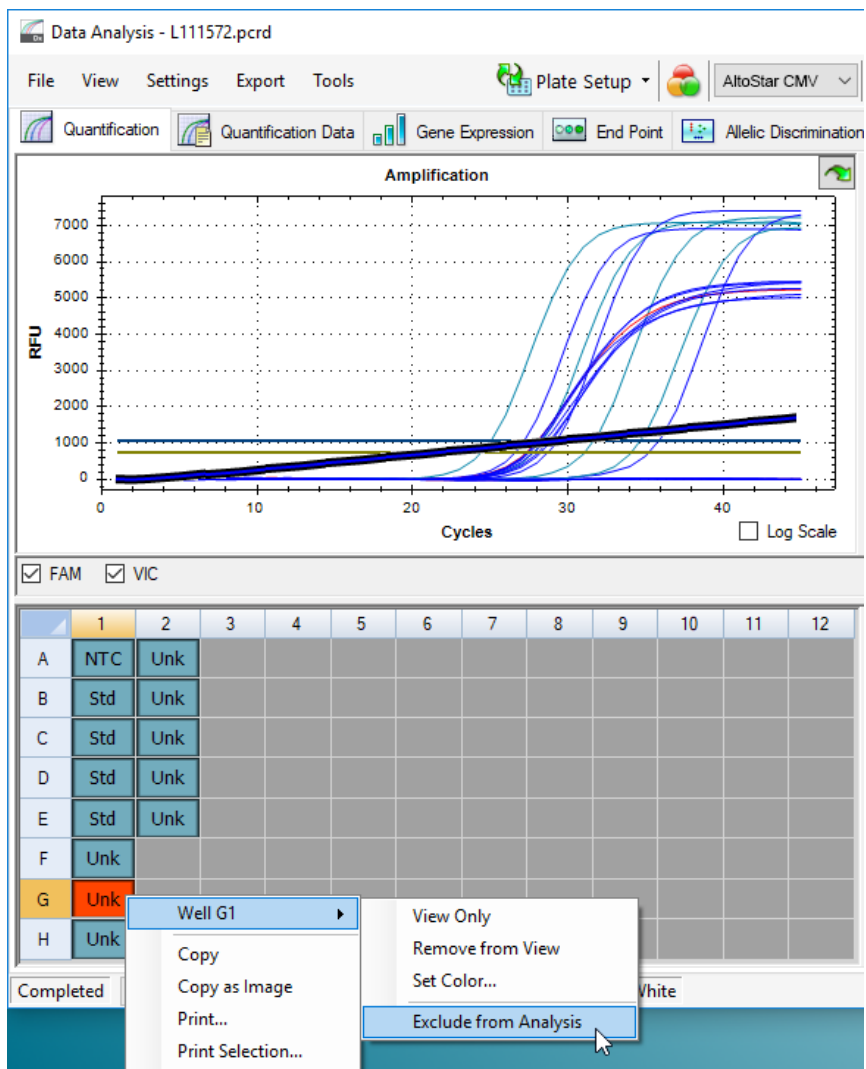 Data Analysis - L111572.pcrd
File View Settings Export Tools Plate Setup AltoStar CMV
Quantification Quantification Data Gene Expression End Point Allelic Discrimination
Amplification
7000
6000
5000
4000
3000
2000
1000
0
RFU
0 10 20 30 40
Cycles
Log Scale
FAM VIC
1 2 3 4 5 6 7 8 9 10 11 12
A NTC Unk
B Std Unk
C Std Unk
D Std Unk
E Std Unk
F Unk
G Unk
H Unk
Well G1
Copy
Copy as Image
Print...
Print Selection...
View Only
Remove from View
Set Color...
Exclude from Analysis
Completed